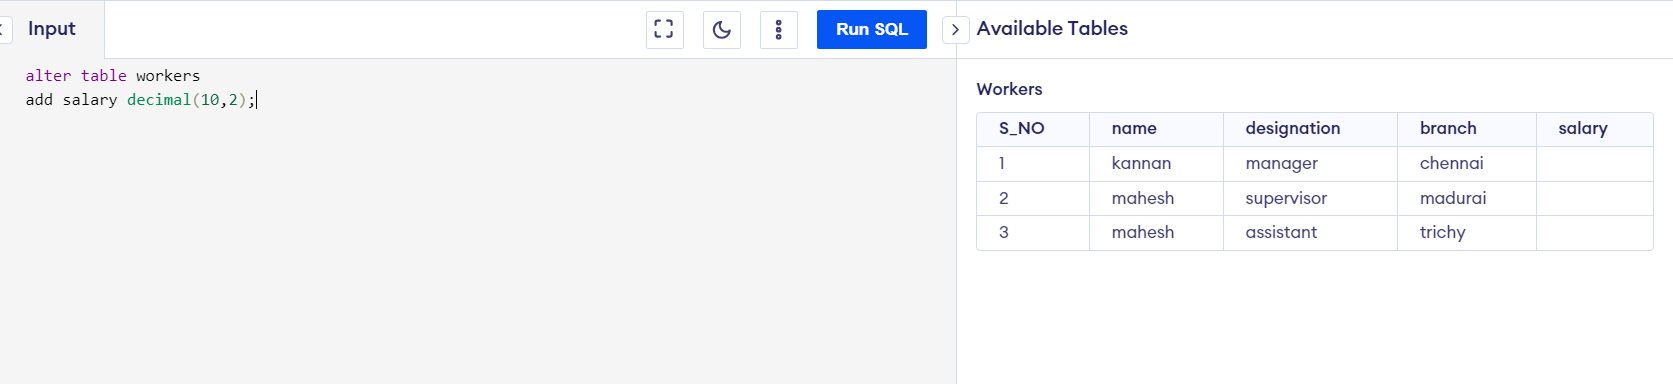 Input
Run SQL
alter table workers
add salary decimal(10,2);
Available Tables
Workers
S_NO name designation branch salary
1 kannan manager chennai
2 mahesh supervisor madurai
3 mahesh assistant trichy